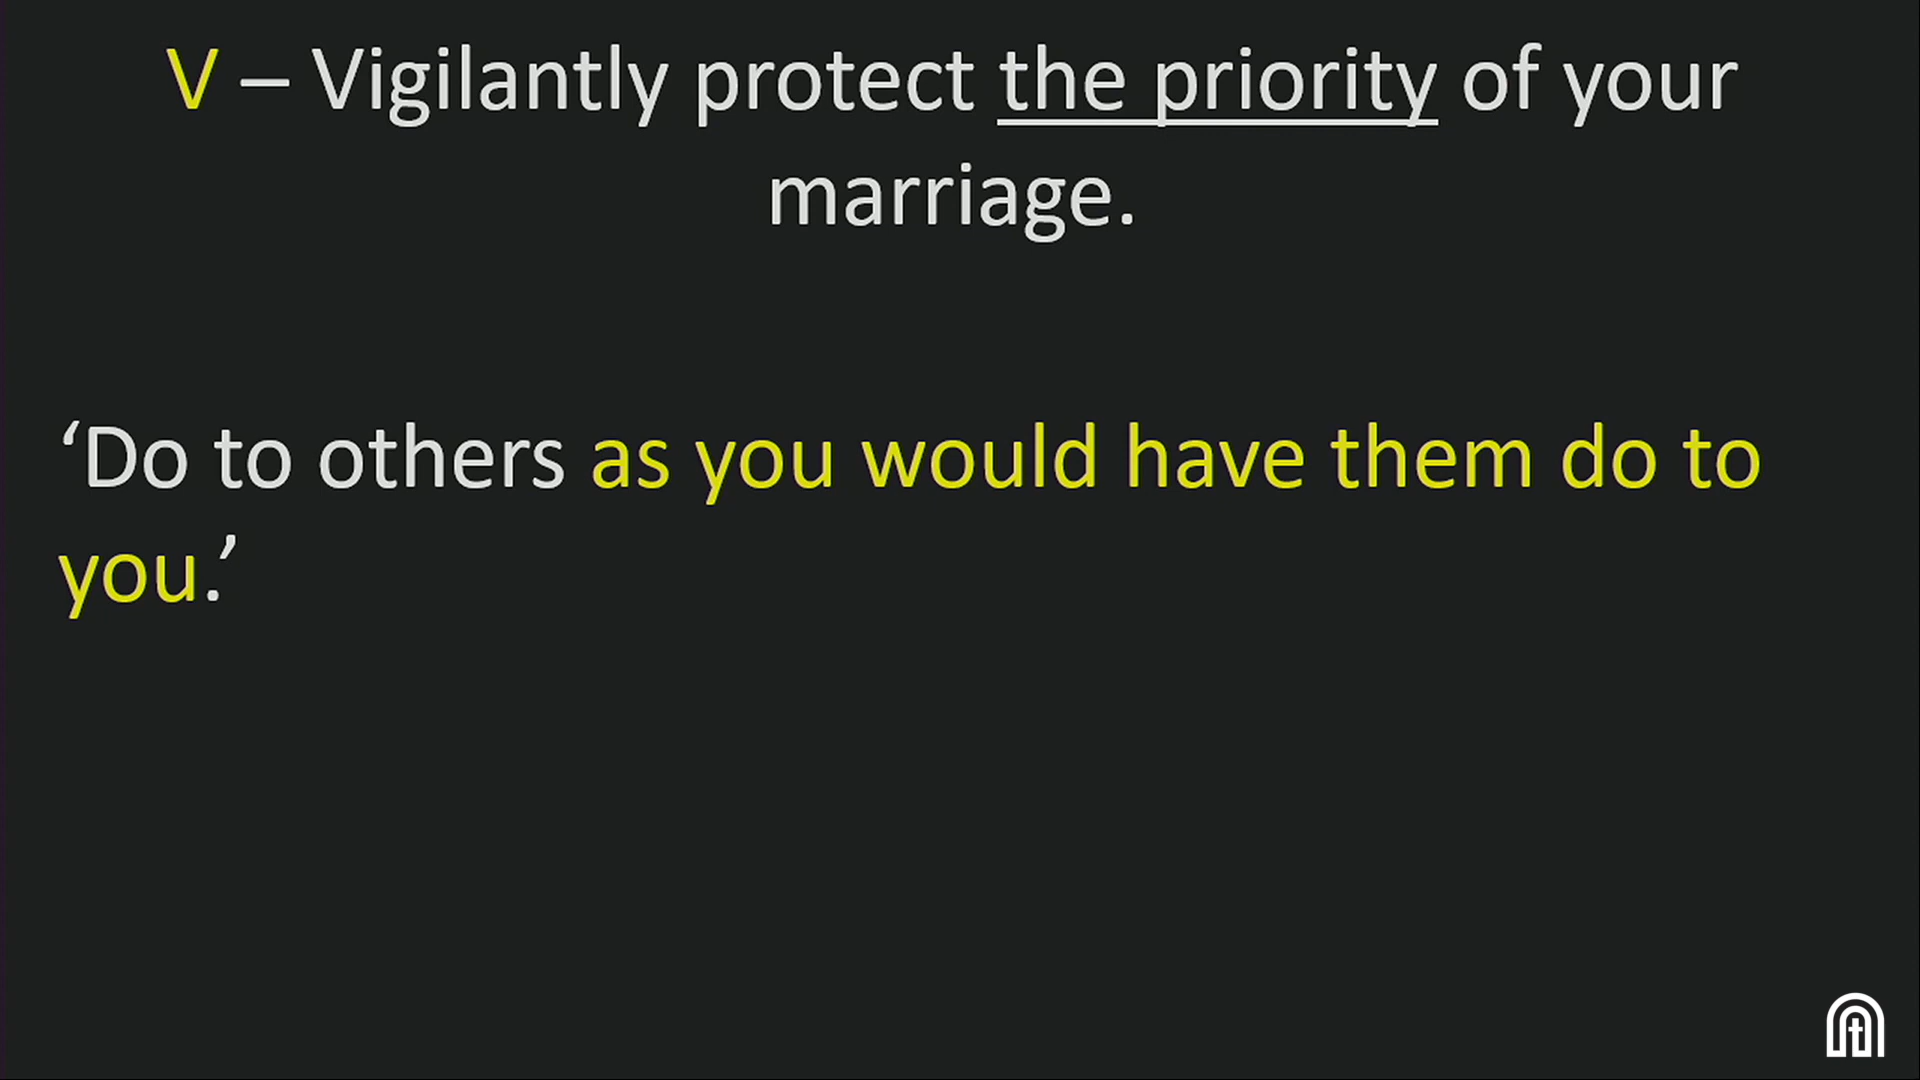 V – Vigilantly protect the priority of your
marriage.
‘Do to others as you would have them do to
you.’